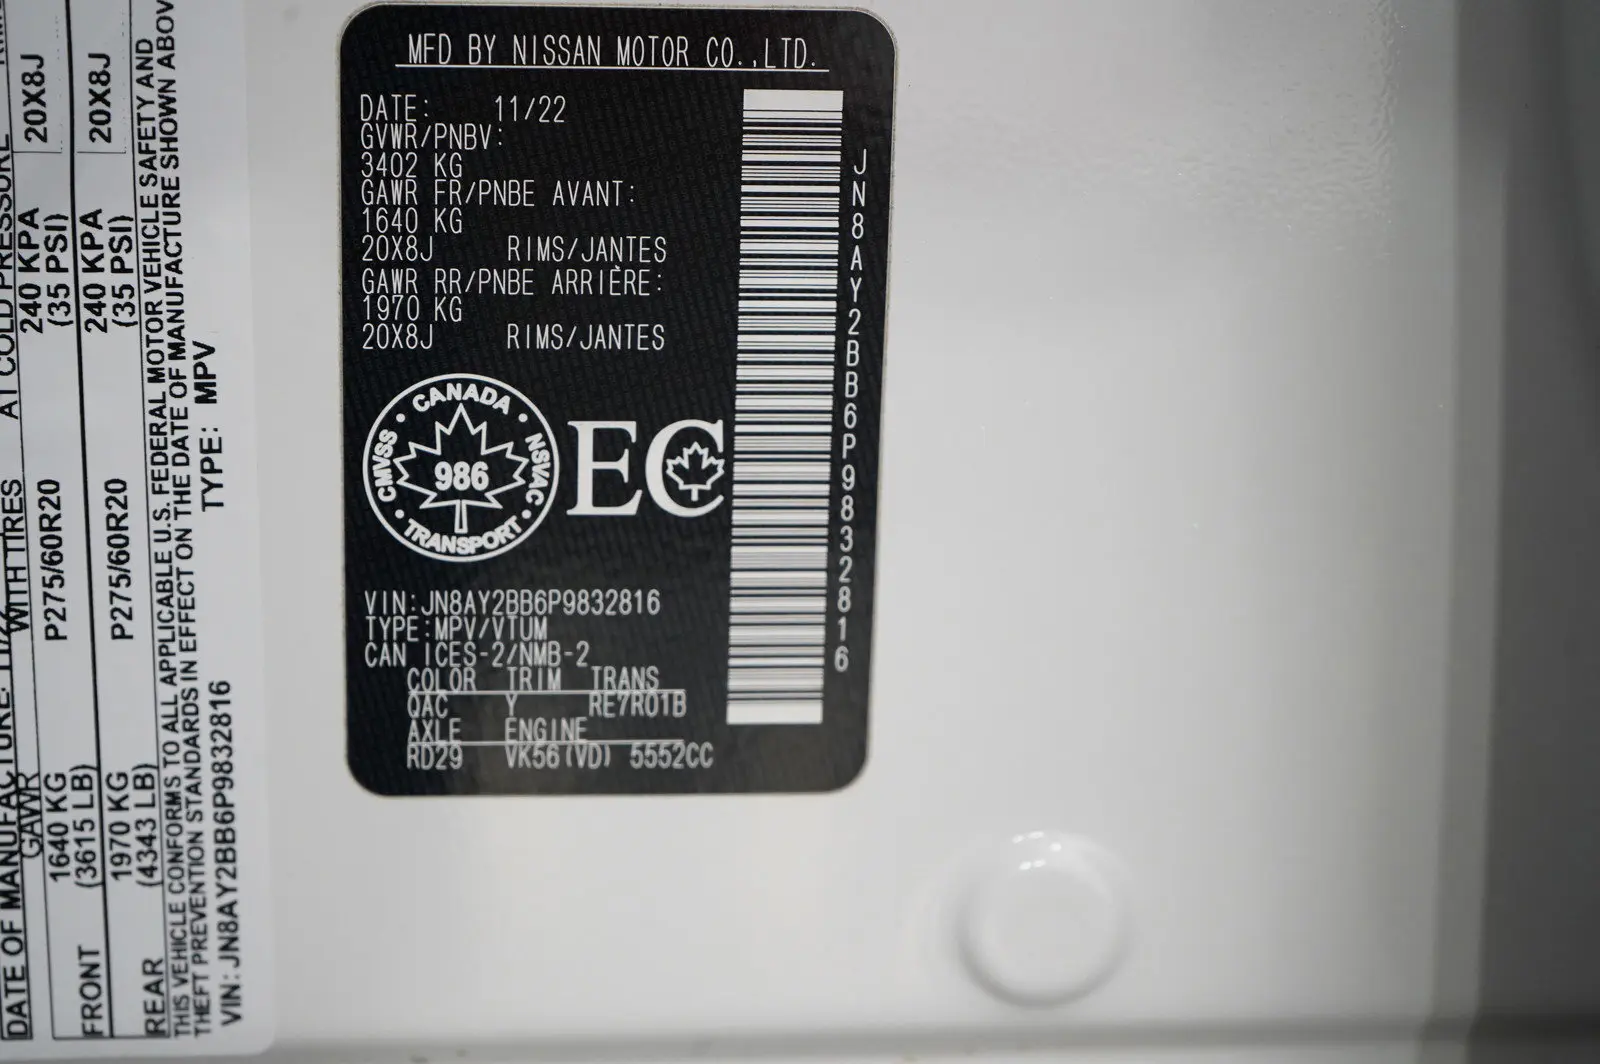 MFD BY NISSAN MOTOR CO.,LTD.
DATE: 11/22
GVWR/PNBV:
3402 KG
GAWR FR/PNBE AVANT:
1640 KG
20X8J RIMS/JANTES
GAWR RR/PNBE ARRIÈRE:
1970 KG
20X8J RIMS/JANTES
CANADA
CMVSS
986
NSVAC
TRANSPORT
EC
VIN:JN8AY2BB6P9832816
TYPE:MPV/VTUM
CAN ICES-2/NMB-2
COLOR TRIM TRANS
QAC Y RE7R01B
AXLE ENGINE
RD29 VK56(VD) 5552CC
JN8AY2BB6P9832816
DATE OF MANUFACTURE: 11/22
GAWR WITH TIRES AT COLD PRESSURE
FRONT 1640 KG P275/60R20 240 KPA 20X8J
(3615 LB) (35 PSI)
REAR 1970 KG P275/60R20 240 KPA 20X8J
(4343 LB) (35 PSI)
THIS VEHICLE CONFORMS TO ALL APPLICABLE U.S. FEDERAL MOTOR VEHICLE SAFETY AND
THEFT PREVENTION STANDARDS IN EFFECT ON THE DATE OF MANUFACTURE SHOWN ABOV
VIN: JN8AY2BB6P9832816 TYPE: MPV